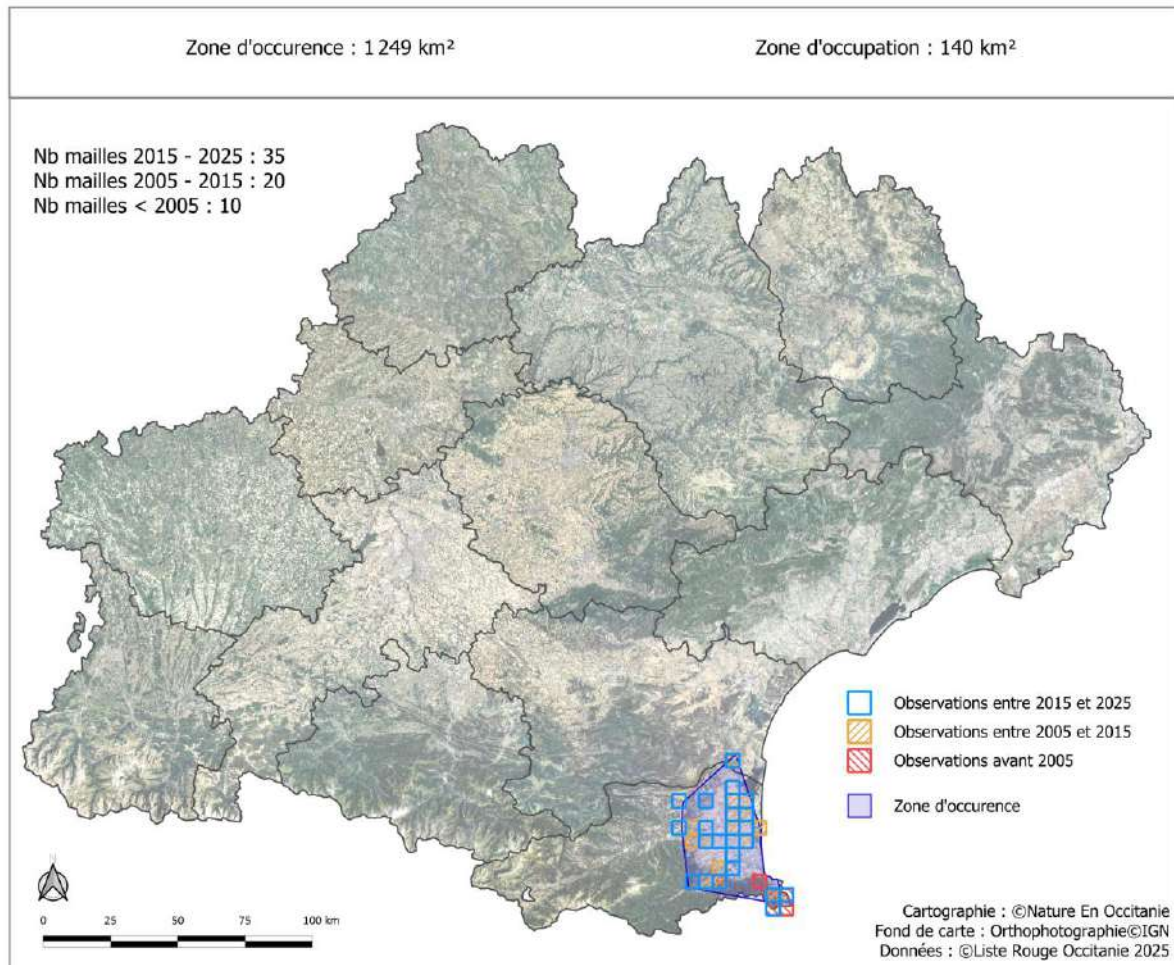 Zone d'occurence : 1 249 km²
Zone d'occupation : 140 km²
Nb mailles 2015 - 2025 : 35
Nb mailles 2005 - 2015 : 20
Nb mailles < 2005 : 10
Observations entre 2015 et 2025
Observations entre 2005 et 2015
Observations avant 2005
Zone d'occurence
N
0 25 50 75 100 km
Cartographie : ©Nature En Occitanie
Fond de carte : Orthophotographie©IGN
Données : ©Liste Rouge Occitanie 2025